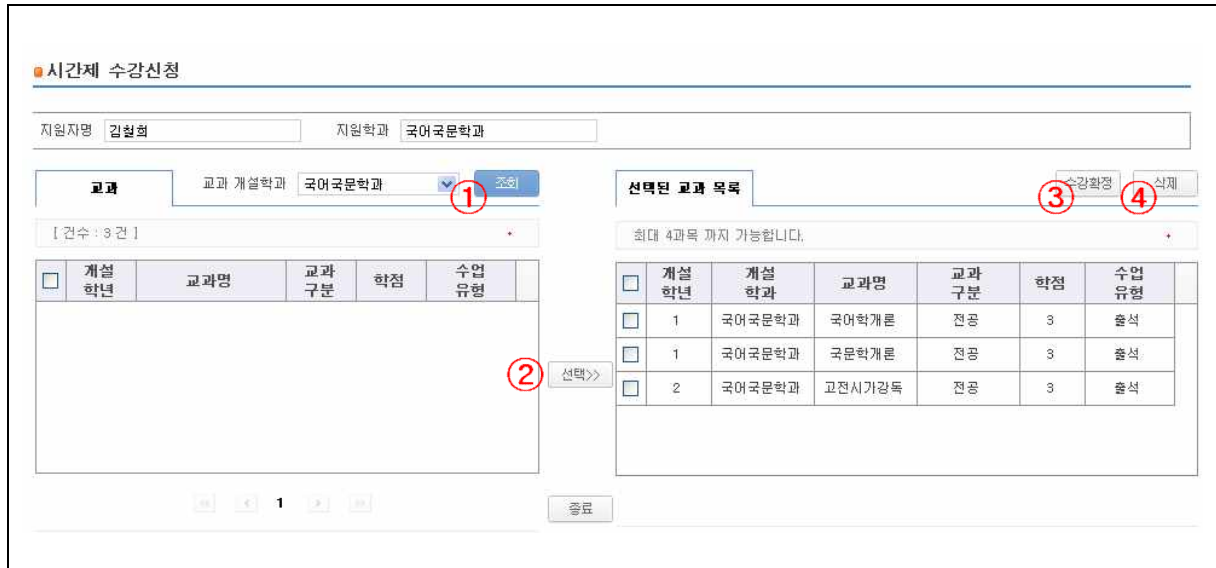 시간제 수강신청
지원자명 김철희 지원학과 국어국문학과
교과 교과 개설학과 국어국문학과 ① 조회
[ 건수 : 3 건 ]
개설학년 교과명 교과구분 학점 수업유형
1
② 선택>>
종료
선택된 교과 목록 ③ 수강확정 ④ 삭제
최대 4과목 까지 가능합니다.
개설학년 개설학과 교과명 교과구분 학점 수업유형
1 국어국문학과 국어학개론 전공 3 출석
1 국어국문학과 국문학개론 전공 3 출석
2 국어국문학과 고전시가강독 전공 3 출석